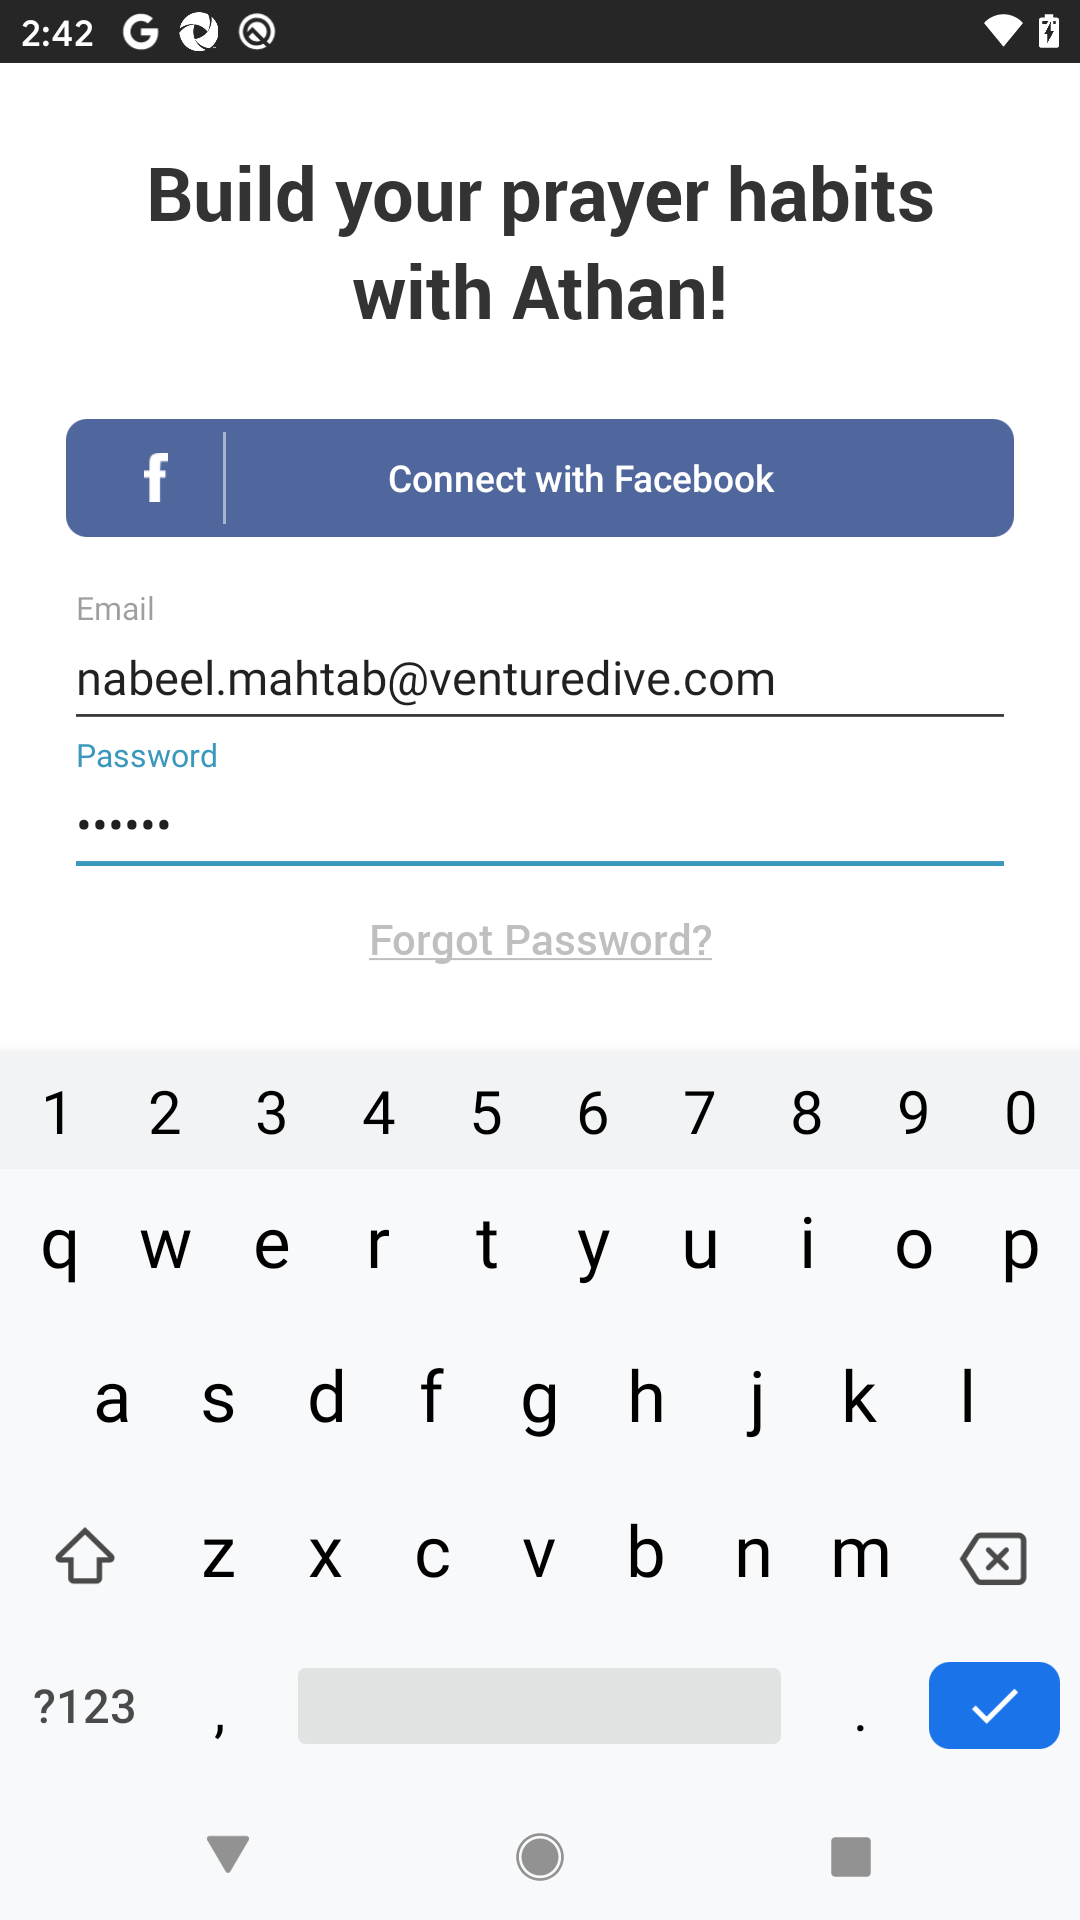 2:42
Build your prayer habits
with Athan!
f Connect with Facebook
Email
nabeel.mahtab@venturedive.com
Password
••••••
Forgot Password?
1 2 3 4 5 6 7 8 9 0
q w e r t y u i o p
a s d f g h j k l
z x c v b n m
?123 , .